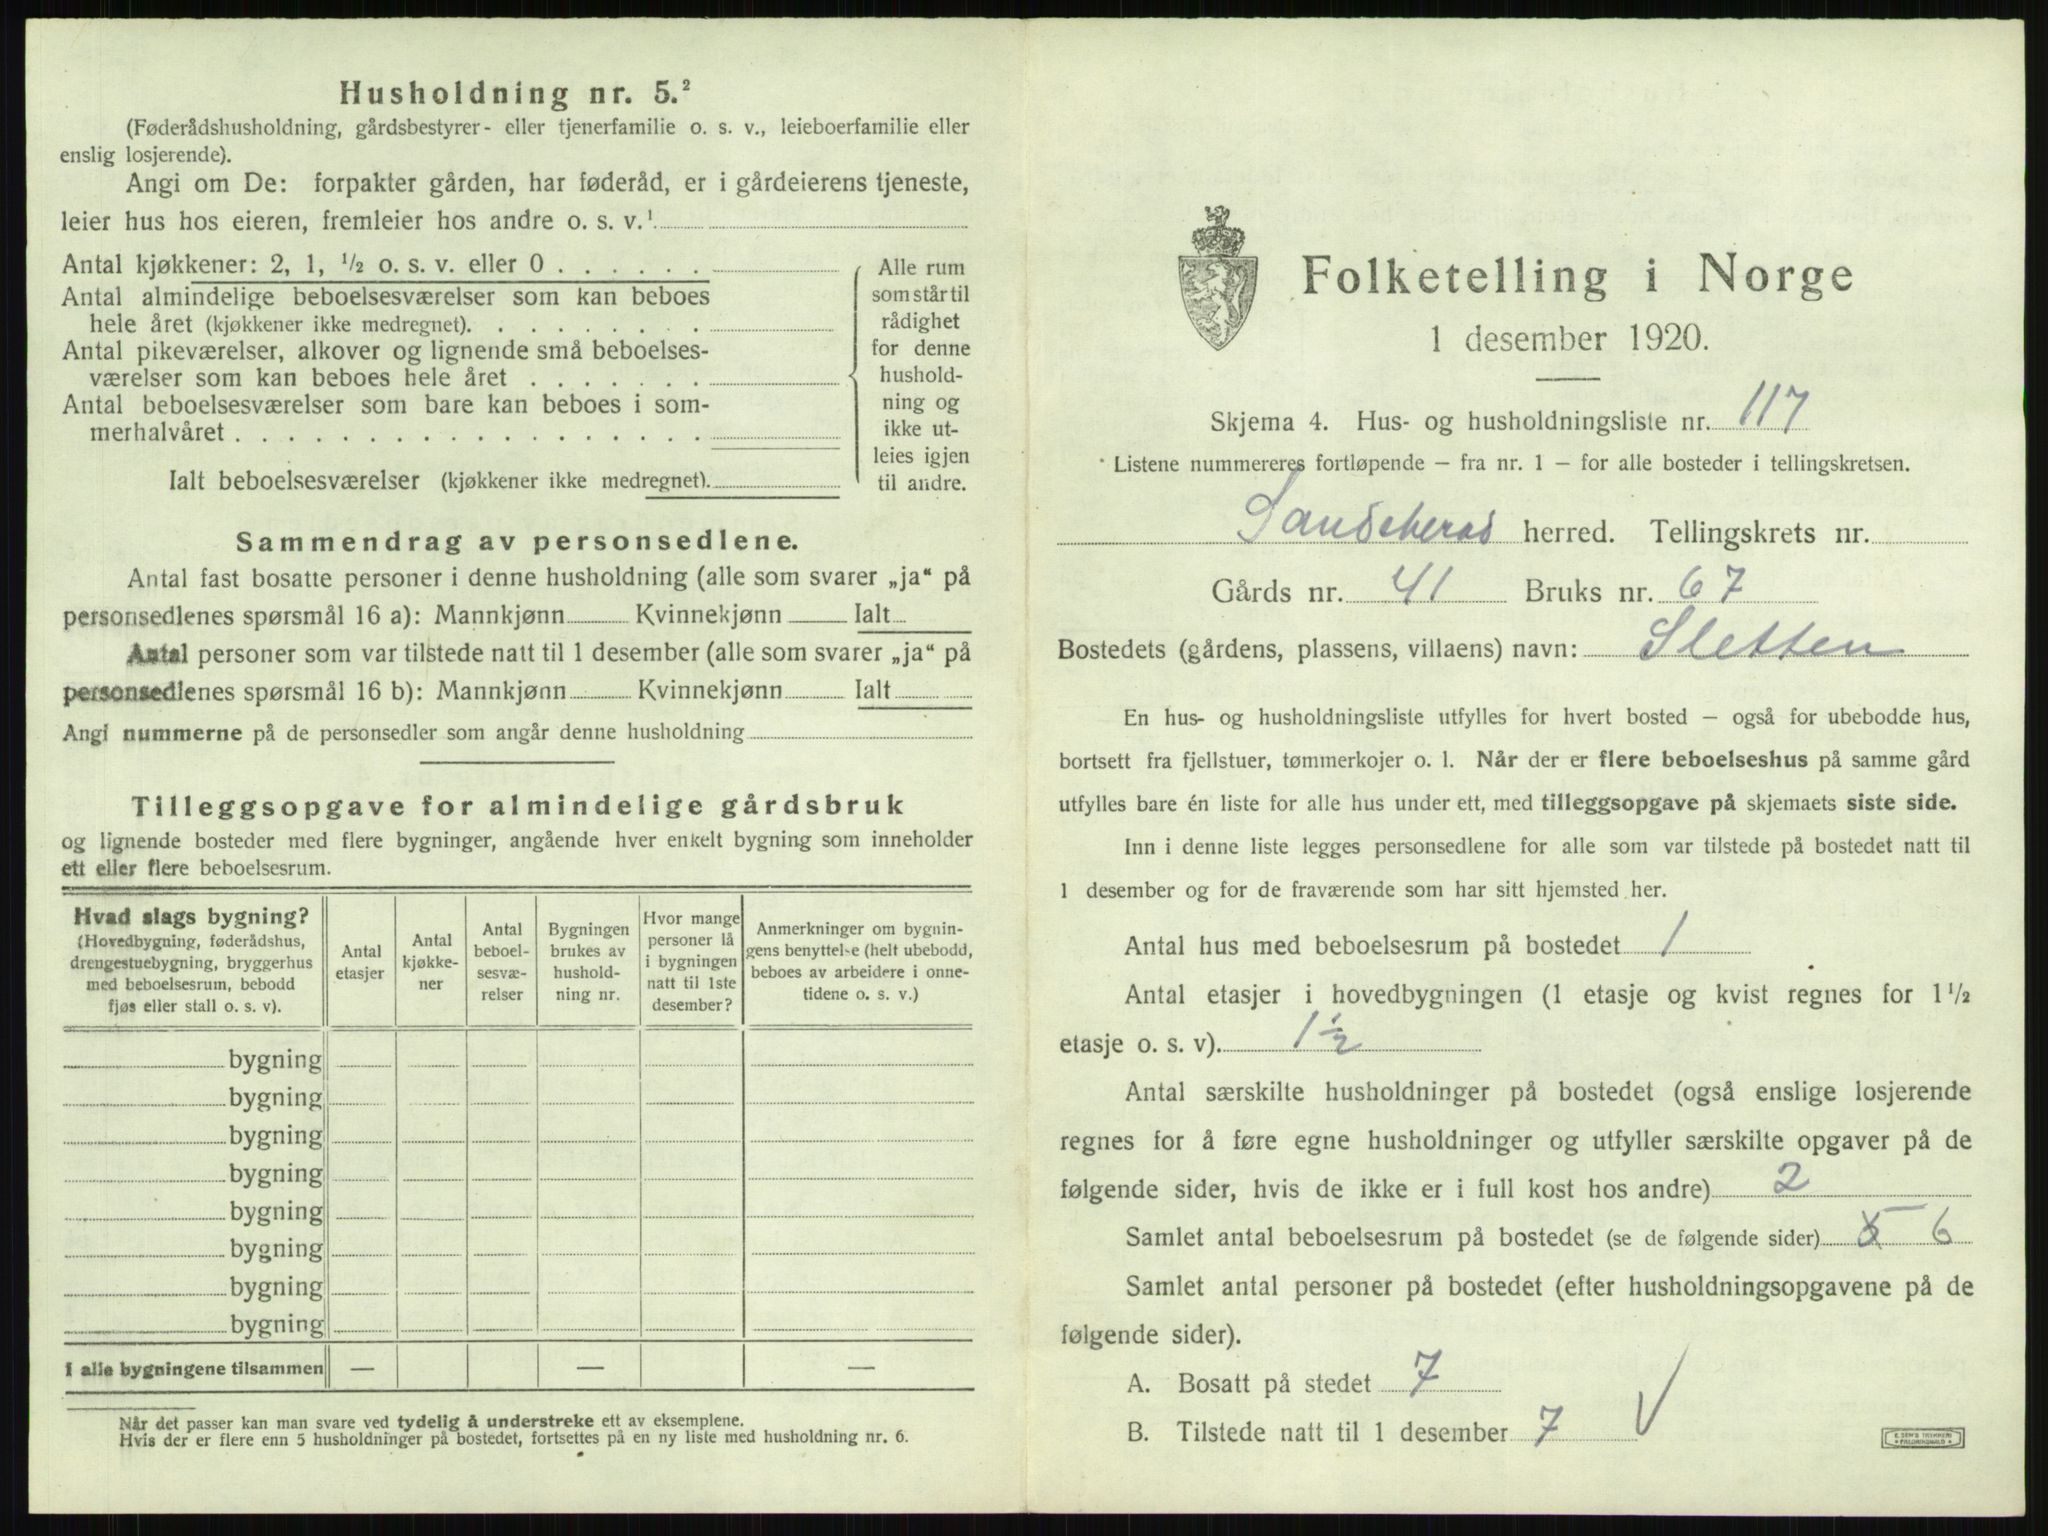 Husholdning nr. 5.²
(Føderådshusholdning, gårdsbestyrer- eller tjenerfamilie o. s. v., leieboerfamilie eller
enslig losjerende).
Angi om De: forpakter gården, har føderåd, er i gårdeierens tjeneste,
leier hus hos eieren, fremleier hos andre o. s. v.¹
Antal kjøkkener: 2, 1, ½ o. s. v. eller 0
Antal almindelige beboelsesværelser som kan beboes
hele året (kjøkkener ikke medregnet).
Antal pikeværelser, alkover og lignende små beboelses-
værelser som kan beboes hele året
Antal beboelsesværelser som bare kan beboes i som-
merhalvåret
Ialt beboelsesværelser (kjøkkener ikke medregnet).
Alle rum
som står til
rådighet
for denne
hushold-
ning og
ikke ut-
leies igjen
til andre.
Sammendrag av personsedlene.
Antal fast bosatte personer i denne husholdning (alle som svarer „ja“ på
personsedlenes spørsmål 16 a): Mannkjønn Kvinnekjønn Ialt
Antal personer som var tilstede natt til 1 desember (alle som svarer „ja“ på
personsedlenes spørsmål 16 b): Mannkjønn Kvinnekjønn Ialt
Angi nummerne på de personsedler som angår denne husholdning
Tilleggsopgave for almindelige gårdsbruk
og lignende bosteder med flere bygninger, angående hver enkelt bygning som inneholder
ett eller flere beboelsesrum.
Hvad slags bygning?
(Hovedbygning, føderådshus,
drengestuebygning, bryggerhus
med beboelsesrum, bebodd
fjøs eller stall o. s. v).
Antal
etasjer
Antal
kjøkke-
ner
Antal
beboel-
sesvæ-
relser
Bygningen
brukes av
hushold-
ning nr.
Hvor mange
personer lå
i bygningen
natt til 1ste
desember?
Anmerkninger om bygnin-
gens benyttelse (helt ubebodd,
beboes av arbeidere i onne-
tidene o. s. v.)
bygning
bygning
bygning
bygning
bygning
bygning
bygning
bygning
I alle bygningene tilsammen — — —
Når det passer kan man svare ved tydelig å understreke ett av eksemplene.
Hvis der er flere enn 5 husholdninger på bostedet, fortsettes på en ny liste med husholdning nr. 6.
Folketelling i Norge
1 desember 1920.
Skjema 4. Hus- og husholdningsliste nr. 117
Listene nummereres fortløpende – fra nr. 1 – for alle bosteder i tellingskretsen.
Sandeherad herred. Tellingskrets nr.
Gårds nr. 41 Bruks nr. 67
Bostedets (gårdens, plassens, villaens) navn: Sletten
En hus- og husholdningsliste utfylles for hvert bosted – også for ubebodde hus,
bortsett fra fjellstuer, tømmerkojer o. l. Når der er flere beboelseshus på samme gård
utfylles bare én liste for alle hus under ett, med tilleggsopgave på skjemaets siste side.
Inn i denne liste legges personsedlene for alle som var tilstede på bostedet natt til
1 desember og for de fraværende som har sitt hjemsted her.
Antal hus med beboelsesrum på bostedet 1
Antal etasjer i hovedbygningen (1 etasje og kvist regnes for 1½
etasje o. s. v). 1½
Antal særskilte husholdninger på bostedet (også enslige losjerende
regnes for å føre egne husholdninger og utfyller særskilte opgaver på de
følgende sider, hvis de ikke er i full kost hos andre) 2
Samlet antal beboelsesrum på bostedet (se de følgende sider) 6
Samlet antal personer på bostedet (efter husholdningsopgavene på de
følgende sider).
A. Bosatt på stedet 7
B. Tilstede natt til 1 desember 7